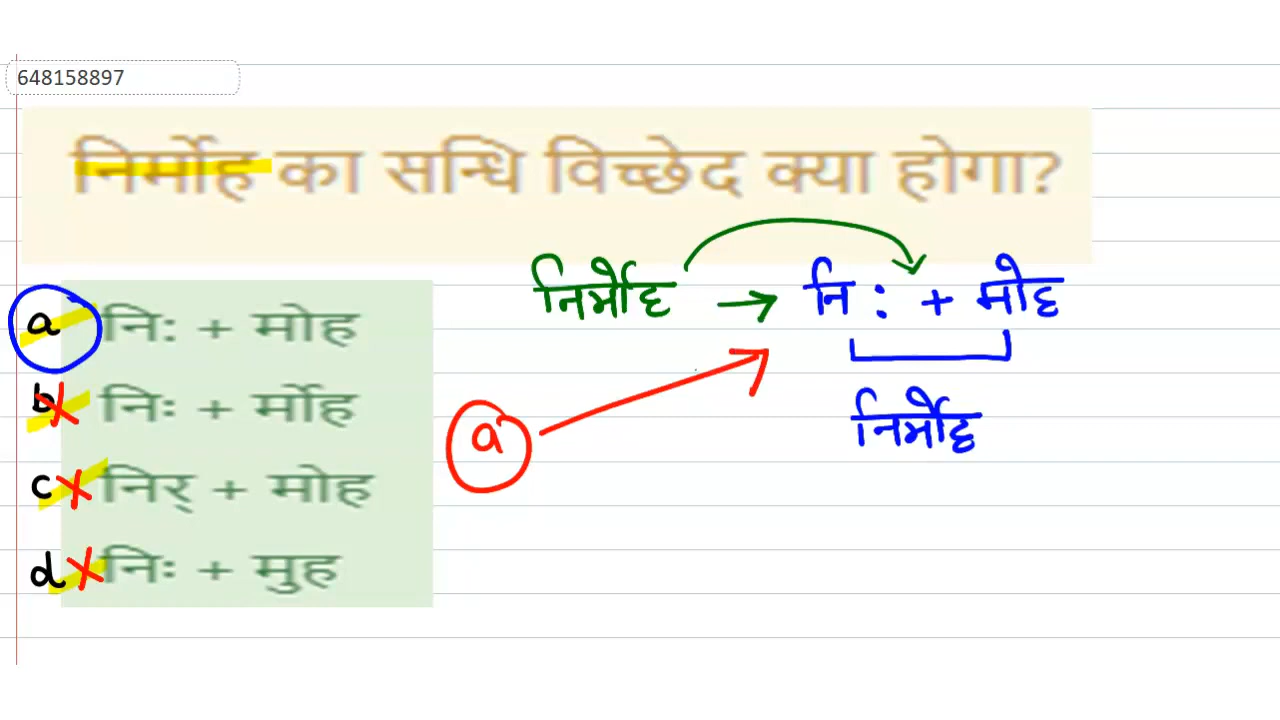 648158897
निर्मोह का सन्धि विच्छेद क्या होगा?
निर्मोह → नि : + मोह
a नि: + मोह
b निः + र्मोह
निर्मोह
a
c निर् + मोह
d निः + मुह